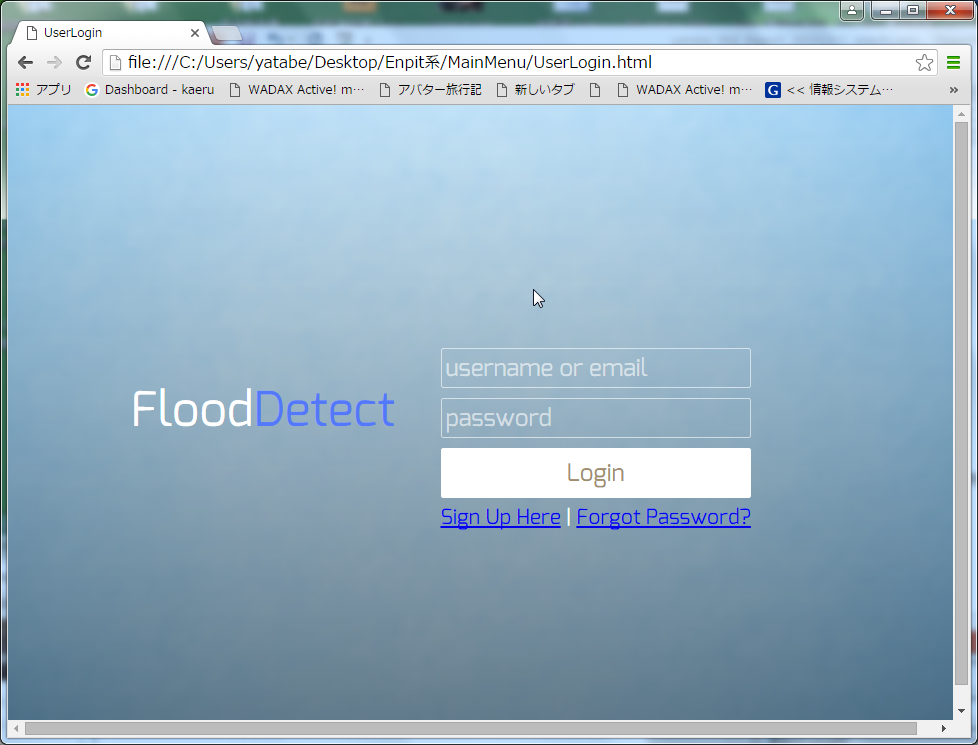 UserLogin
file:///C:/Users/yatabe/Desktop/Enpit系/MainMenu/UserLogin.html
アプリ Dashboard - kaeru WADAX Active! m… アバター旅行記 新しいタブ WADAX Active! m… G << 情報システム… »
username or email
FloodDetect
password
Login
Sign Up Here | Forgot Password?